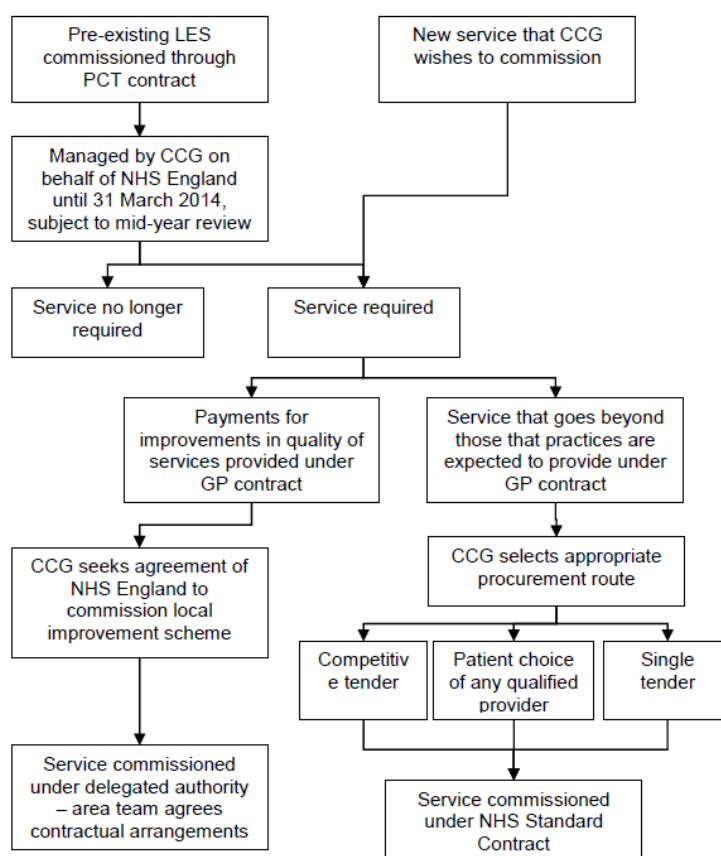 Pre-existing LES
commissioned through
PCT contract
New service that CCG
wishes to commission
Managed by CCG on
behalf of NHS England
until 31 March 2014,
subject to mid-year review
Service no longer
required
Service required
Payments for
improvements in quality of
services provided under
GP contract
Service that goes beyond
those that practices are
expected to provide under
GP contract
CCG seeks agreement of
NHS England to
commission local
improvement scheme
CCG selects appropriate
procurement route
Competitiv
e tender
Patient choice
of any qualified
provider
Single
tender
Service commissioned
under delegated authority
– area team agrees
contractual arrangements
Service commissioned
under NHS Standard
Contract